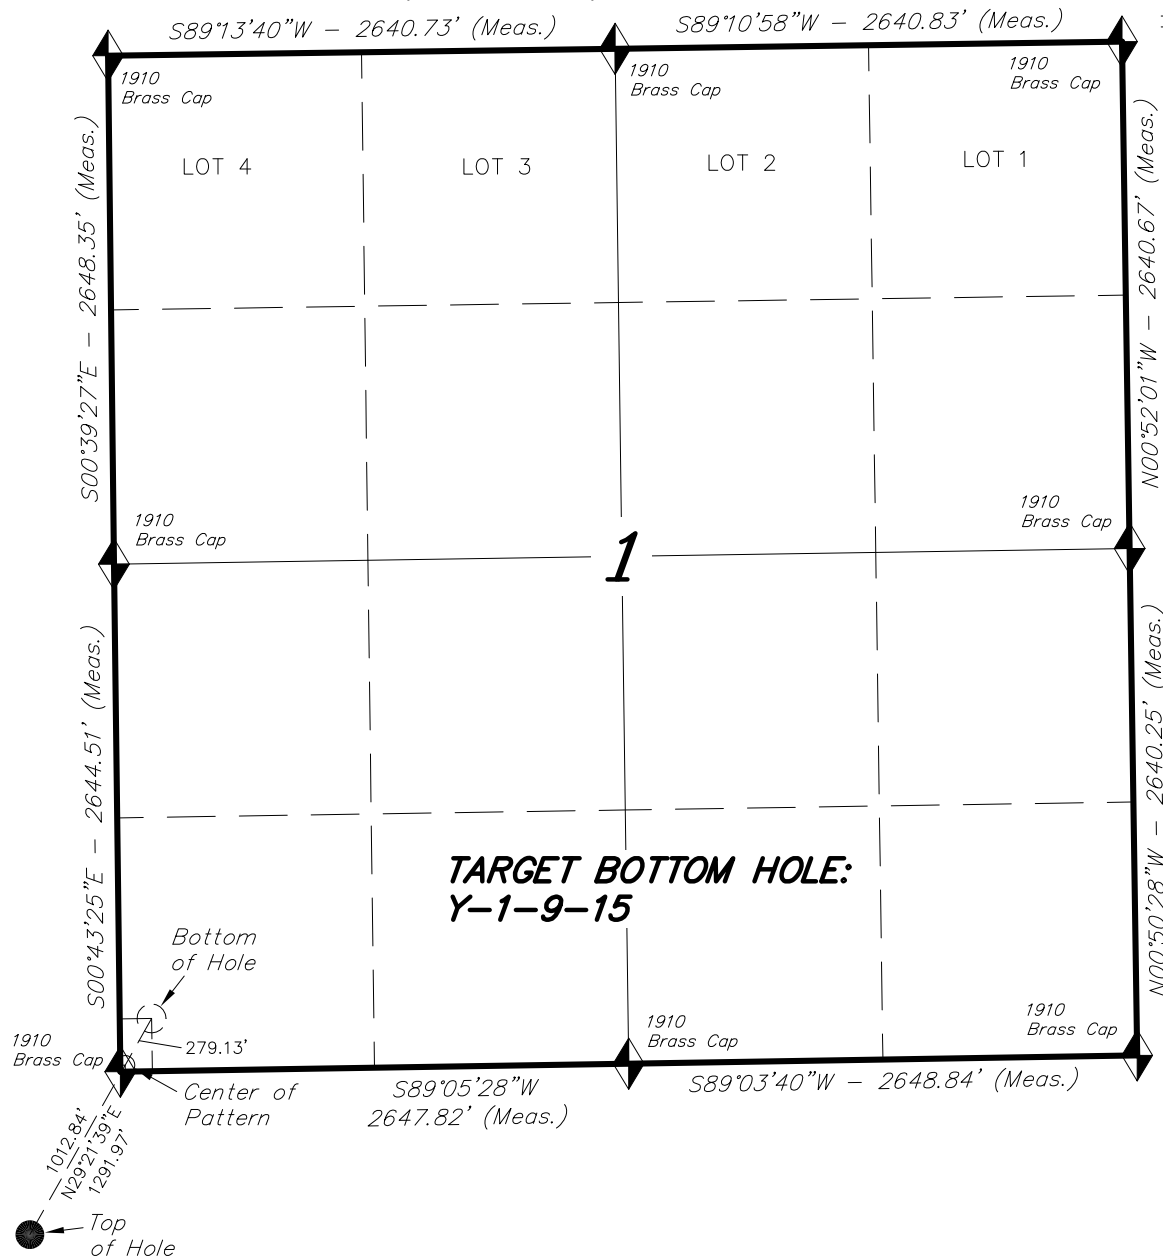 S89°13'40"W – 2640.73' (Meas.)
S89°10'58"W – 2640.83' (Meas.)
1910
Brass Cap
1910
Brass Cap
1910
Brass Cap
LOT 4
LOT 3
LOT 2
LOT 1
S00°39'27"E – 2648.35' (Meas.)
N00°52'01"W – 2640.67' (Meas.)
1910
Brass Cap
1910
Brass Cap
1
S00°43'25"E – 2644.51' (Meas.)
N00°50'28"W – 2640.25' (Meas.)
TARGET BOTTOM HOLE:
Y–1–9–15
Bottom
of Hole
279.13'
1910
Brass Cap
1910
Brass Cap
1910
Brass Cap
Center of
Pattern
S89°05'28"W
2647.82' (Meas.)
S89°03'40"W – 2648.84' (Meas.)
1012.84'
N29°21'39"E
1291.97'
Top
of Hole